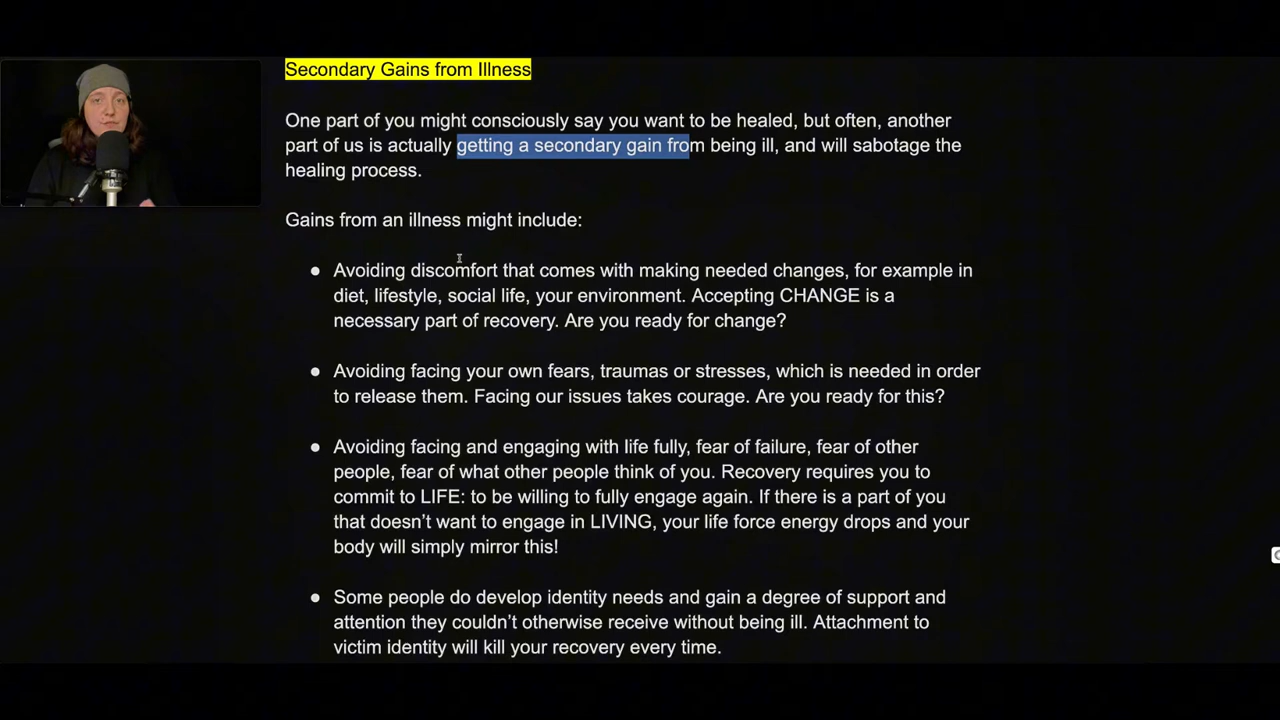 Secondary Gains from Illness
One part of you might consciously say you want to be healed, but often, another
part of us is actually getting a secondary gain from being ill, and will sabotage the
healing process.
Gains from an illness might include:
● Avoiding discomfort that comes with making needed changes, for example in
diet, lifestyle, social life, your environment. Accepting CHANGE is a
necessary part of recovery. Are you ready for change?
● Avoiding facing your own fears, traumas or stresses, which is needed in order
to release them. Facing our issues takes courage. Are you ready for this?
● Avoiding facing and engaging with life fully, fear of failure, fear of other
people, fear of what other people think of you. Recovery requires you to
commit to LIFE: to be willing to fully engage again. If there is a part of you
that doesn’t want to engage in LIVING, your life force energy drops and your
body will simply mirror this!
● Some people do develop identity needs and gain a degree of support and
attention they couldn’t otherwise receive without being ill. Attachment to
victim identity will kill your recovery every time.